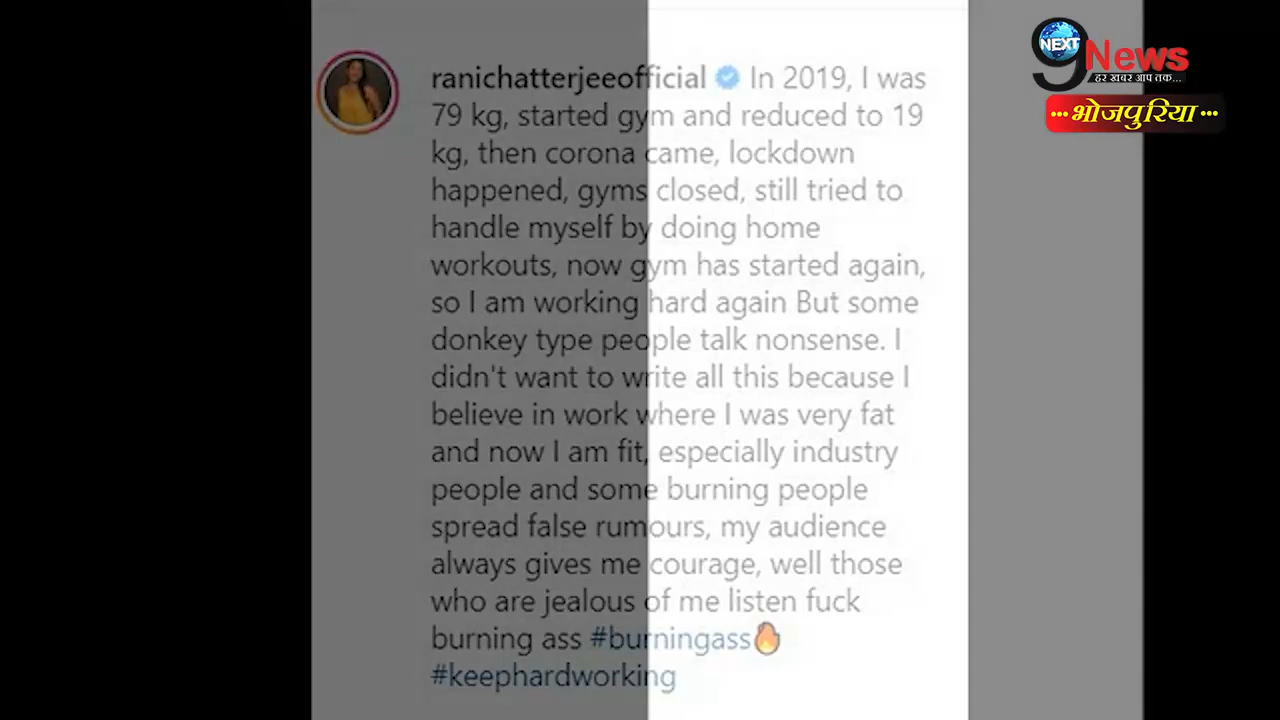 NEXT
9 News
हर ख़बर आप तक...
...भोजपुरिया...
ranichatterjeeofficial In 2019, I was
79 kg, started gym and reduced to 19
kg, then corona came, lockdown
happened, gyms closed, still tried to
handle myself by doing home
workouts, now gym has started again,
so I am working hard again But some
donkey type people talk nonsense. I
didn't want to write all this because I
believe in work where I was very fat
and now I am fit, especially industry
people and some burning people
spread false rumours, my audience
always gives me courage, well those
who are jealous of me listen fuck
burning ass #burningass🔥
#keephardworking